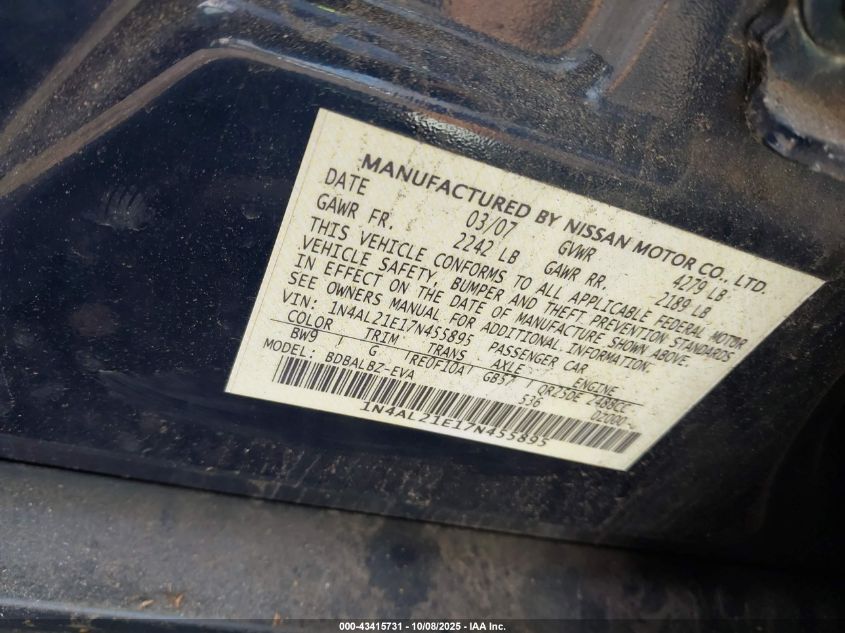 MANUFACTURED BY NISSAN MOTOR CO., LTD.
DATE 03/07 GVWR 4279 LB
GAWR FR. 2242 LB GAWR RR. 2189 LB
THIS VEHICLE CONFORMS TO ALL APPLICABLE FEDERAL MOTOR
VEHICLE SAFETY, BUMPER AND THEFT PREVENTION STANDARDS
IN EFFECT ON THE DATE OF MANUFACTURE SHOWN ABOVE.
SEE OWNERS MANUAL FOR ADDITIONAL INFORMATION.
VIN: 1N4AL21E17N455895 PASSENGER CAR
COLOR TRIM TRANS AXLE ENGINE
BW9 G RE0F10A GB57 QR25DE 2488CC
MODEL: BDBALBZ-EVA 536 02000-
1N4AL21E17N455895
000-43415731 - 10/08/2025 - IAA Inc.